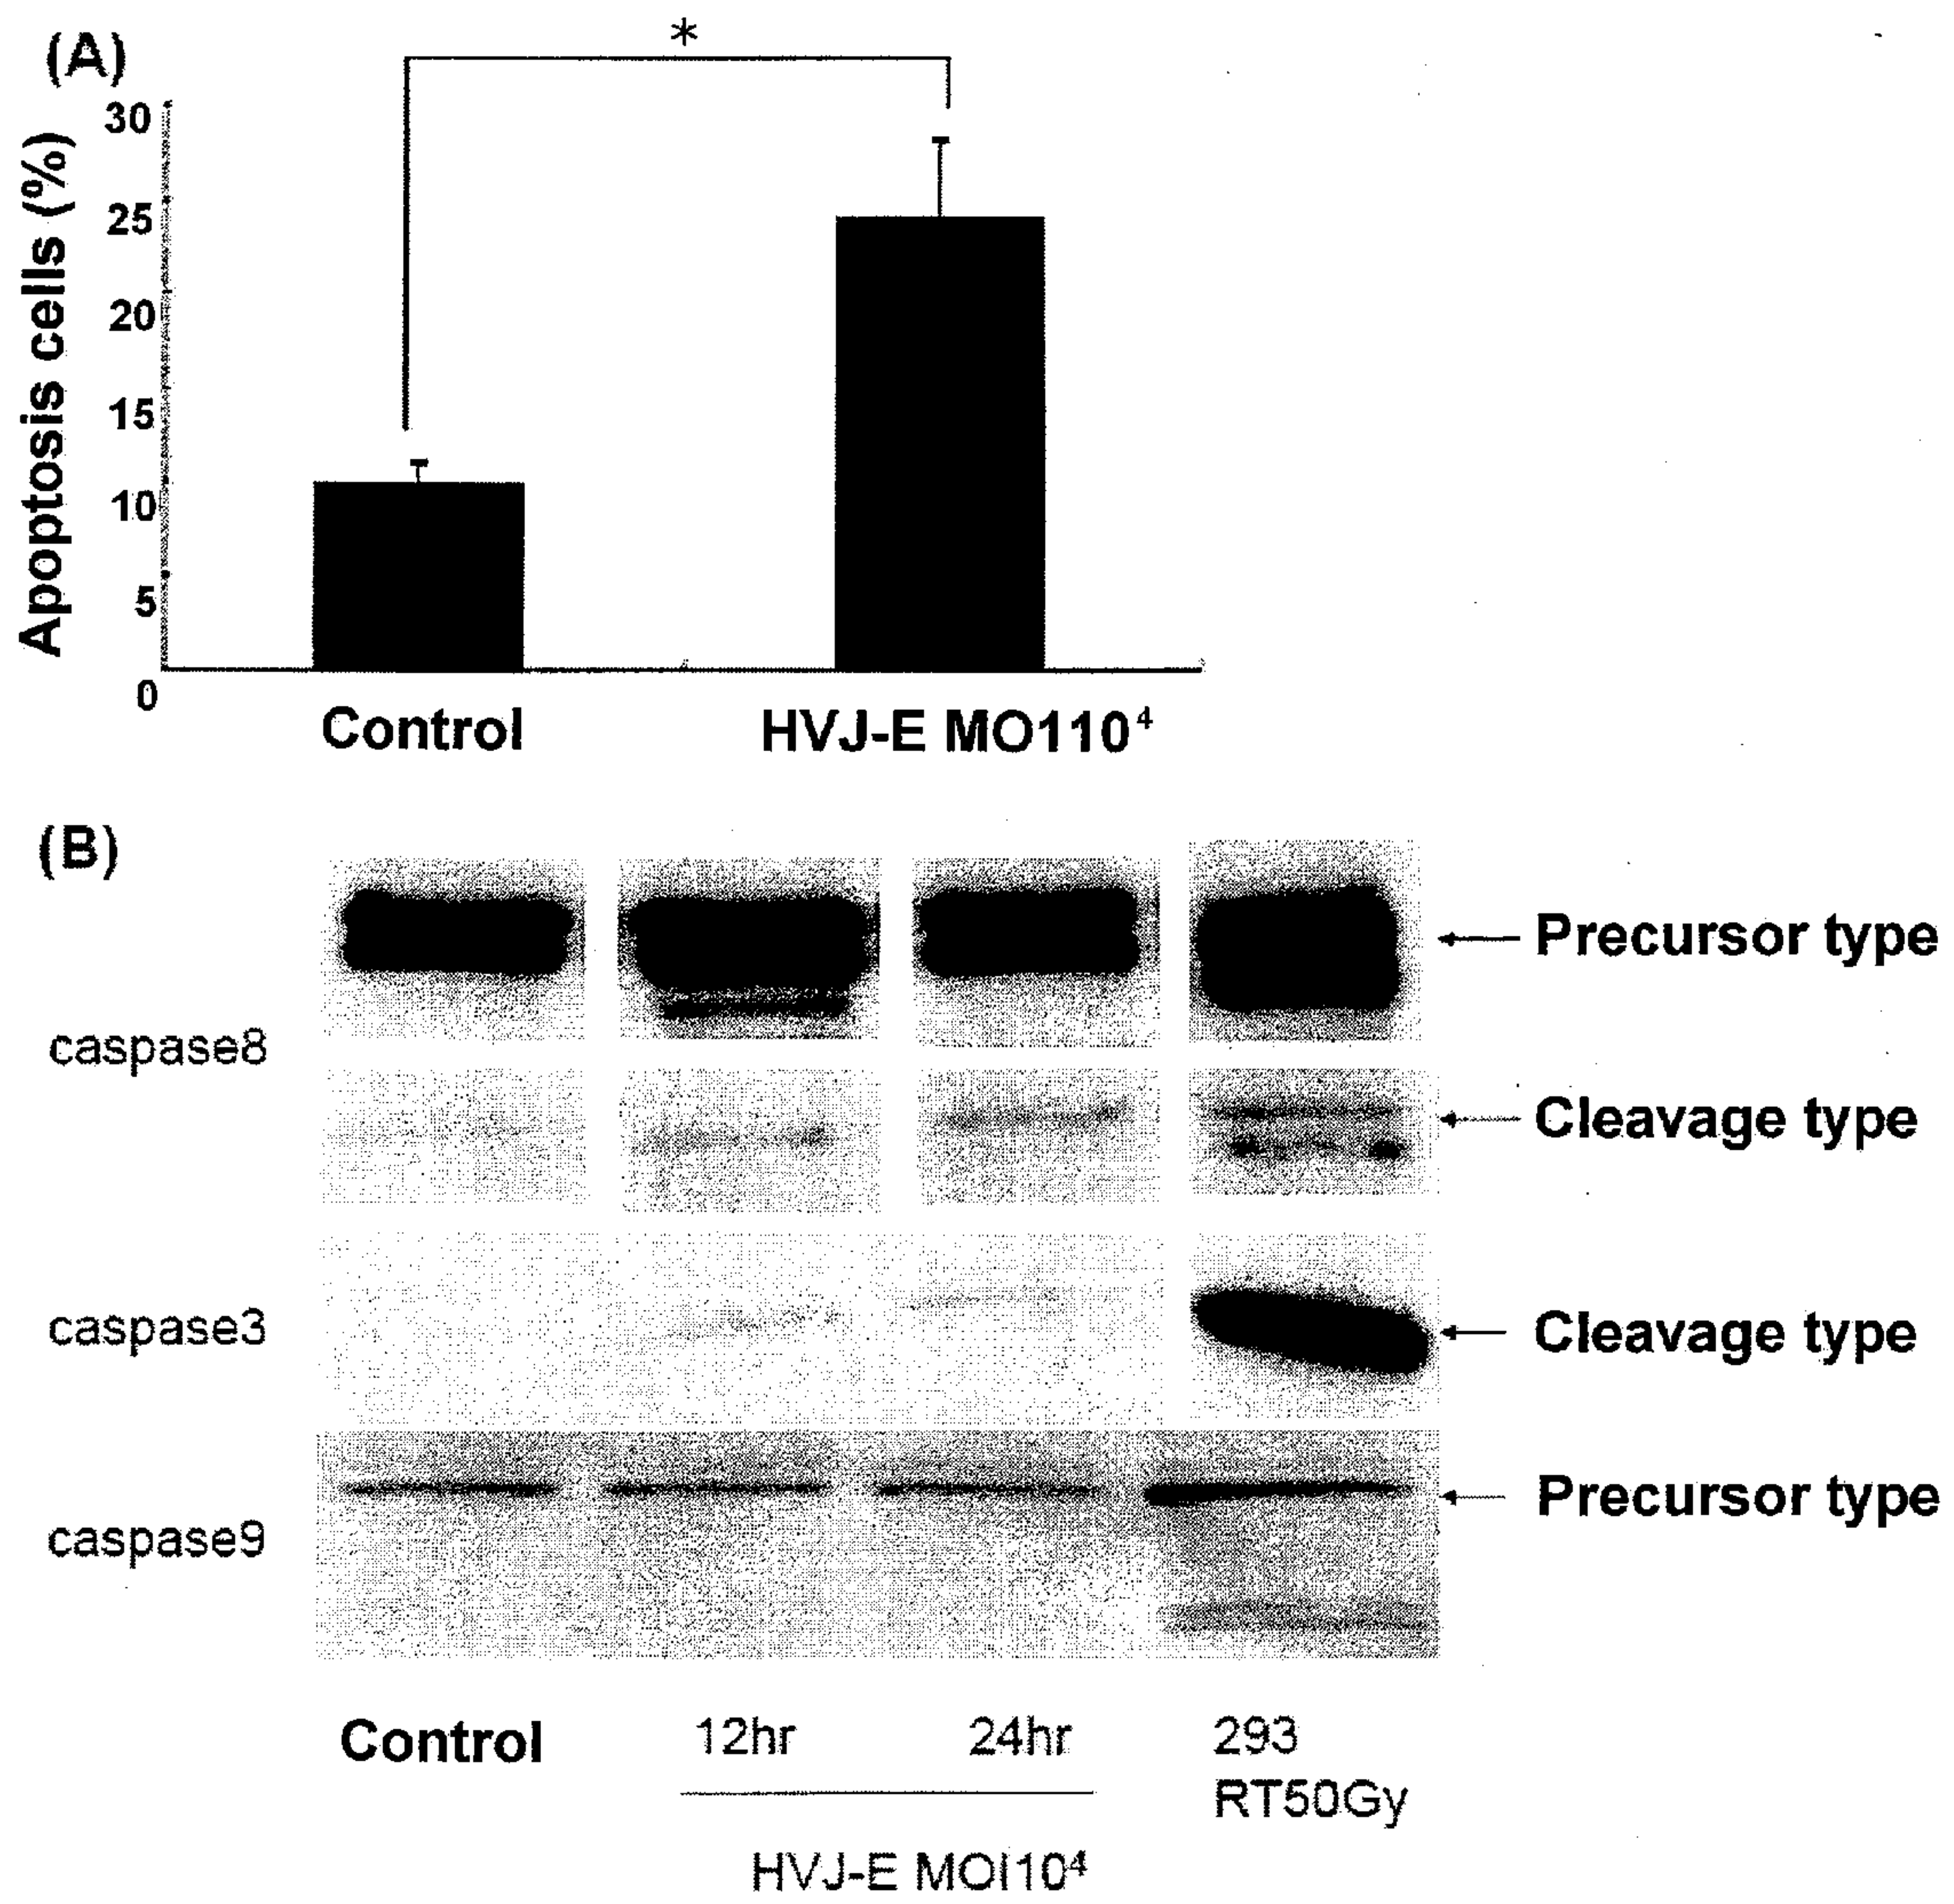 (A)
*
Apoptosis cells (%)
30
25
20
15
10
5
0
Control
HVJ-E MO110⁴
(B)
caspase8
Precursor type
Cleavage type
caspase3
Cleavage type
caspase9
Precursor type
Control
12hr
24hr
293
RT50Gy
HVJ-E MOI10⁴